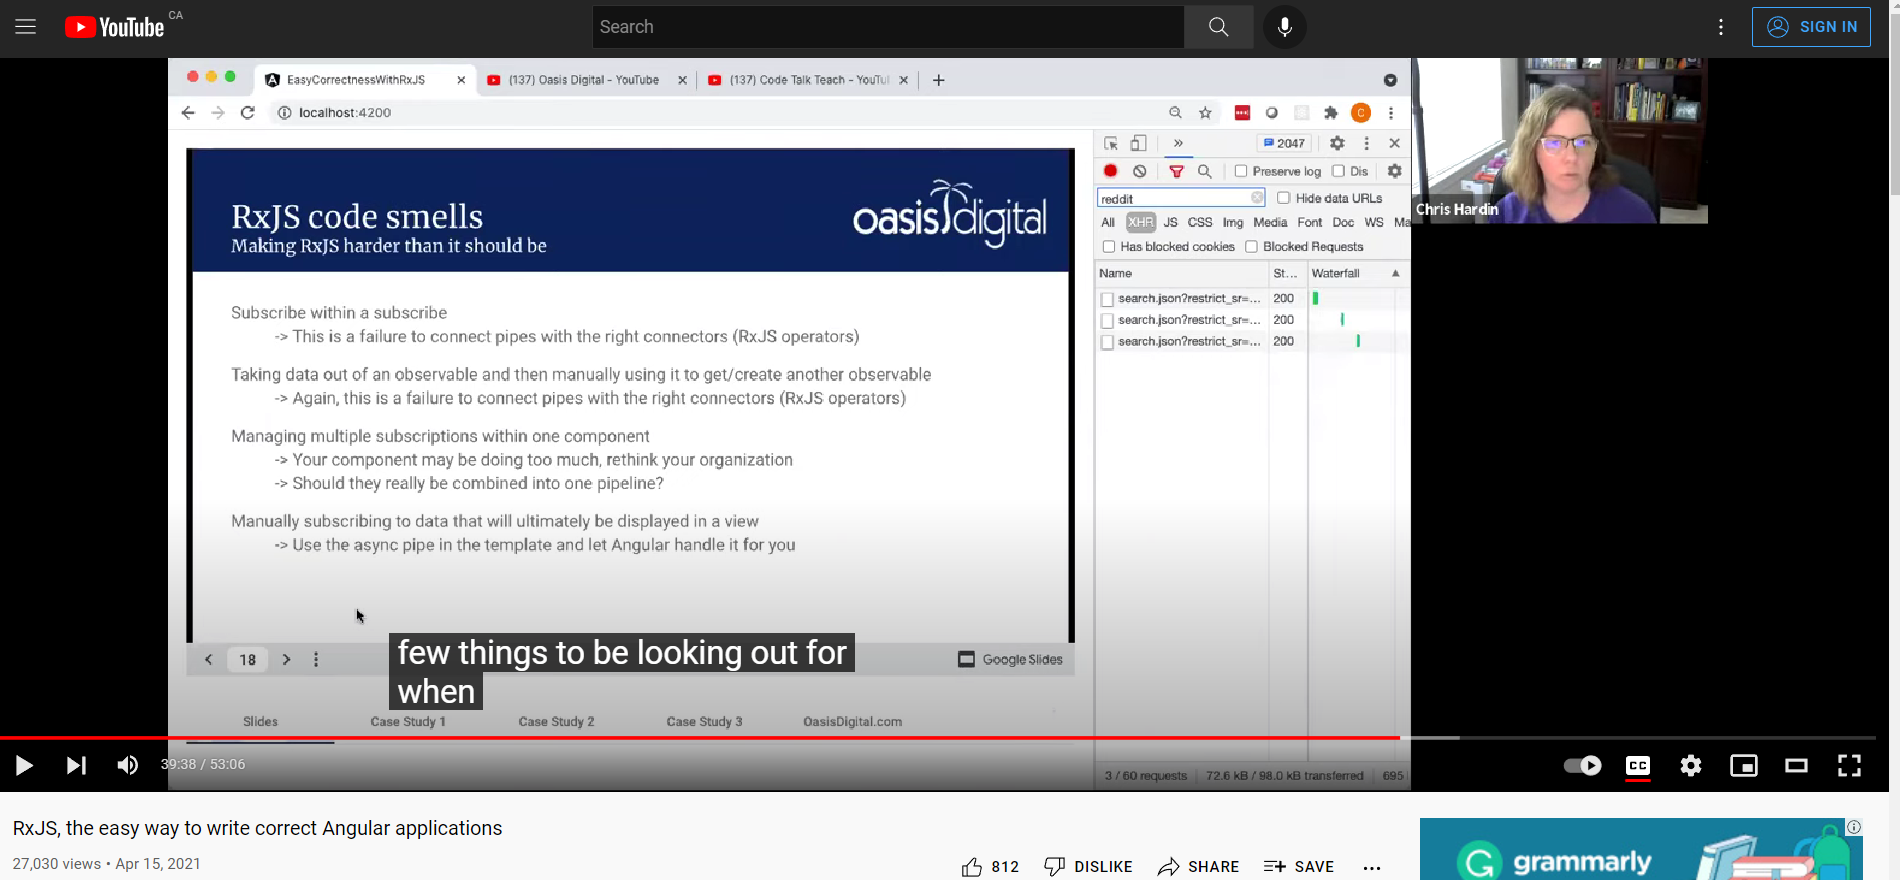 YouTube CA
Search
SIGN IN
EasyCorrectnessWithRxJS
(137) Oasis Digital - YouTube
(137) Code Talk Teach - YouTu
localhost:4200
C
2047
Preserve log
Dis
reddit
Hide data URLs
All XHR JS CSS Img Media Font Doc WS Ma
Has blocked cookies
Blocked Requests
Name St... Waterfall
search.json?restrict_sr=... 200
search.json?restrict_sr=... 200
search.json?restrict_sr=... 200
3 / 60 requests 72.6 kB / 98.0 kB transferred 695
Chris Hardin
RxJS code smells
Making RxJS harder than it should be
oasis digital
Subscribe within a subscribe
-> This is a failure to connect pipes with the right connectors (RxJS operators)
Taking data out of an observable and then manually using it to get/create another observable
-> Again, this is a failure to connect pipes with the right connectors (RxJS operators)
Managing multiple subscriptions within one component
-> Your component may be doing too much, rethink your organization
-> Should they really be combined into one pipeline?
Manually subscribing to data that will ultimately be displayed in a view
-> Use the async pipe in the template and let Angular handle it for you
18
Google Slides
few things to be looking out for
when
Slides Case Study 1 Case Study 2 Case Study 3 OasisDigital.com
39:38 / 53:06
CC
RxJS, the easy way to write correct Angular applications
27,030 views • Apr 15, 2021
812 DISLIKE SHARE SAVE ...
G grammarly